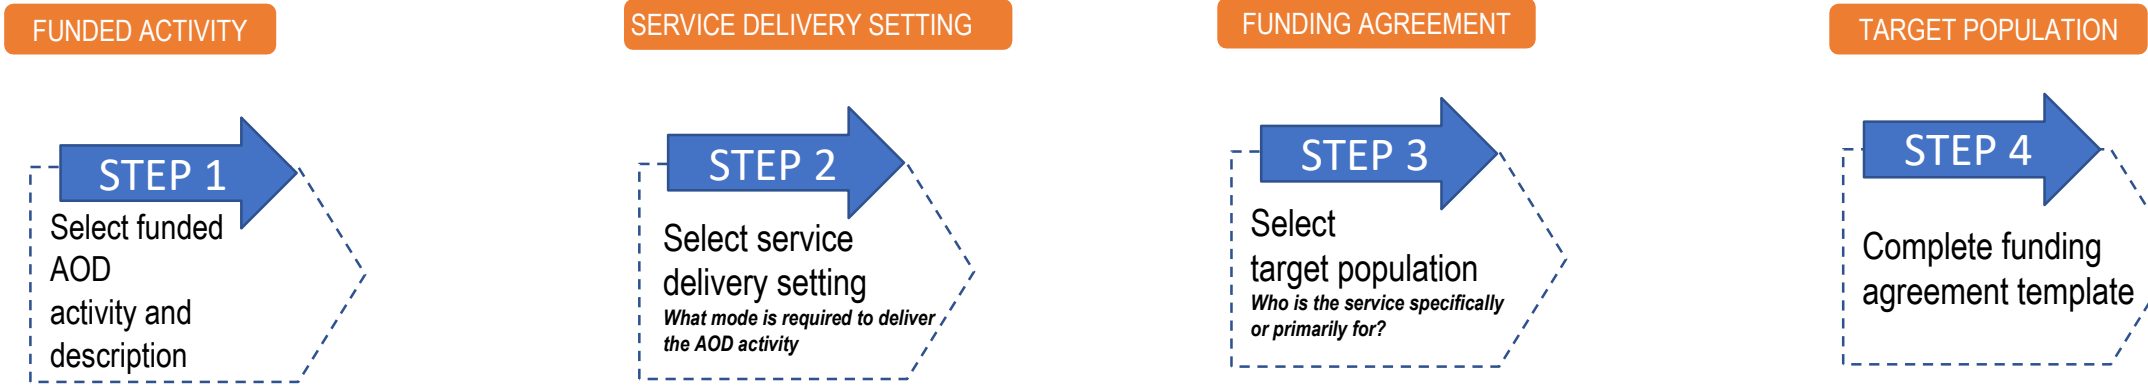 FUNDED ACTIVITY
STEP 1
Select funded
AOD
activity and
description
SERVICE DELIVERY SETTING
STEP 2
Select service
delivery setting
What mode is required to deliver
the AOD activity
FUNDING AGREEMENT
STEP 3
Select
target population
Who is the service specifically
or primarily for?
TARGET POPULATION
STEP 4
Complete funding
agreement template